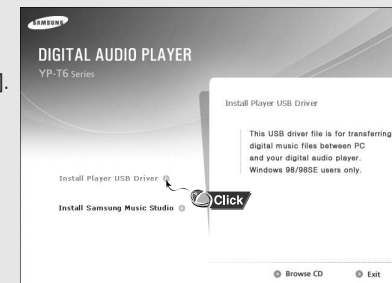 SAMSUNG
DIGITAL AUDIO PLAYER
YP-T6 Series
].
Install Player USB Driver
This USB driver file is for transferring
digital music files between PC
and your digital audio player.
Windows 98/98SE users only.
Install Player USB Driver
Click
Install Samsung Music Studio
Browse CD
Exit